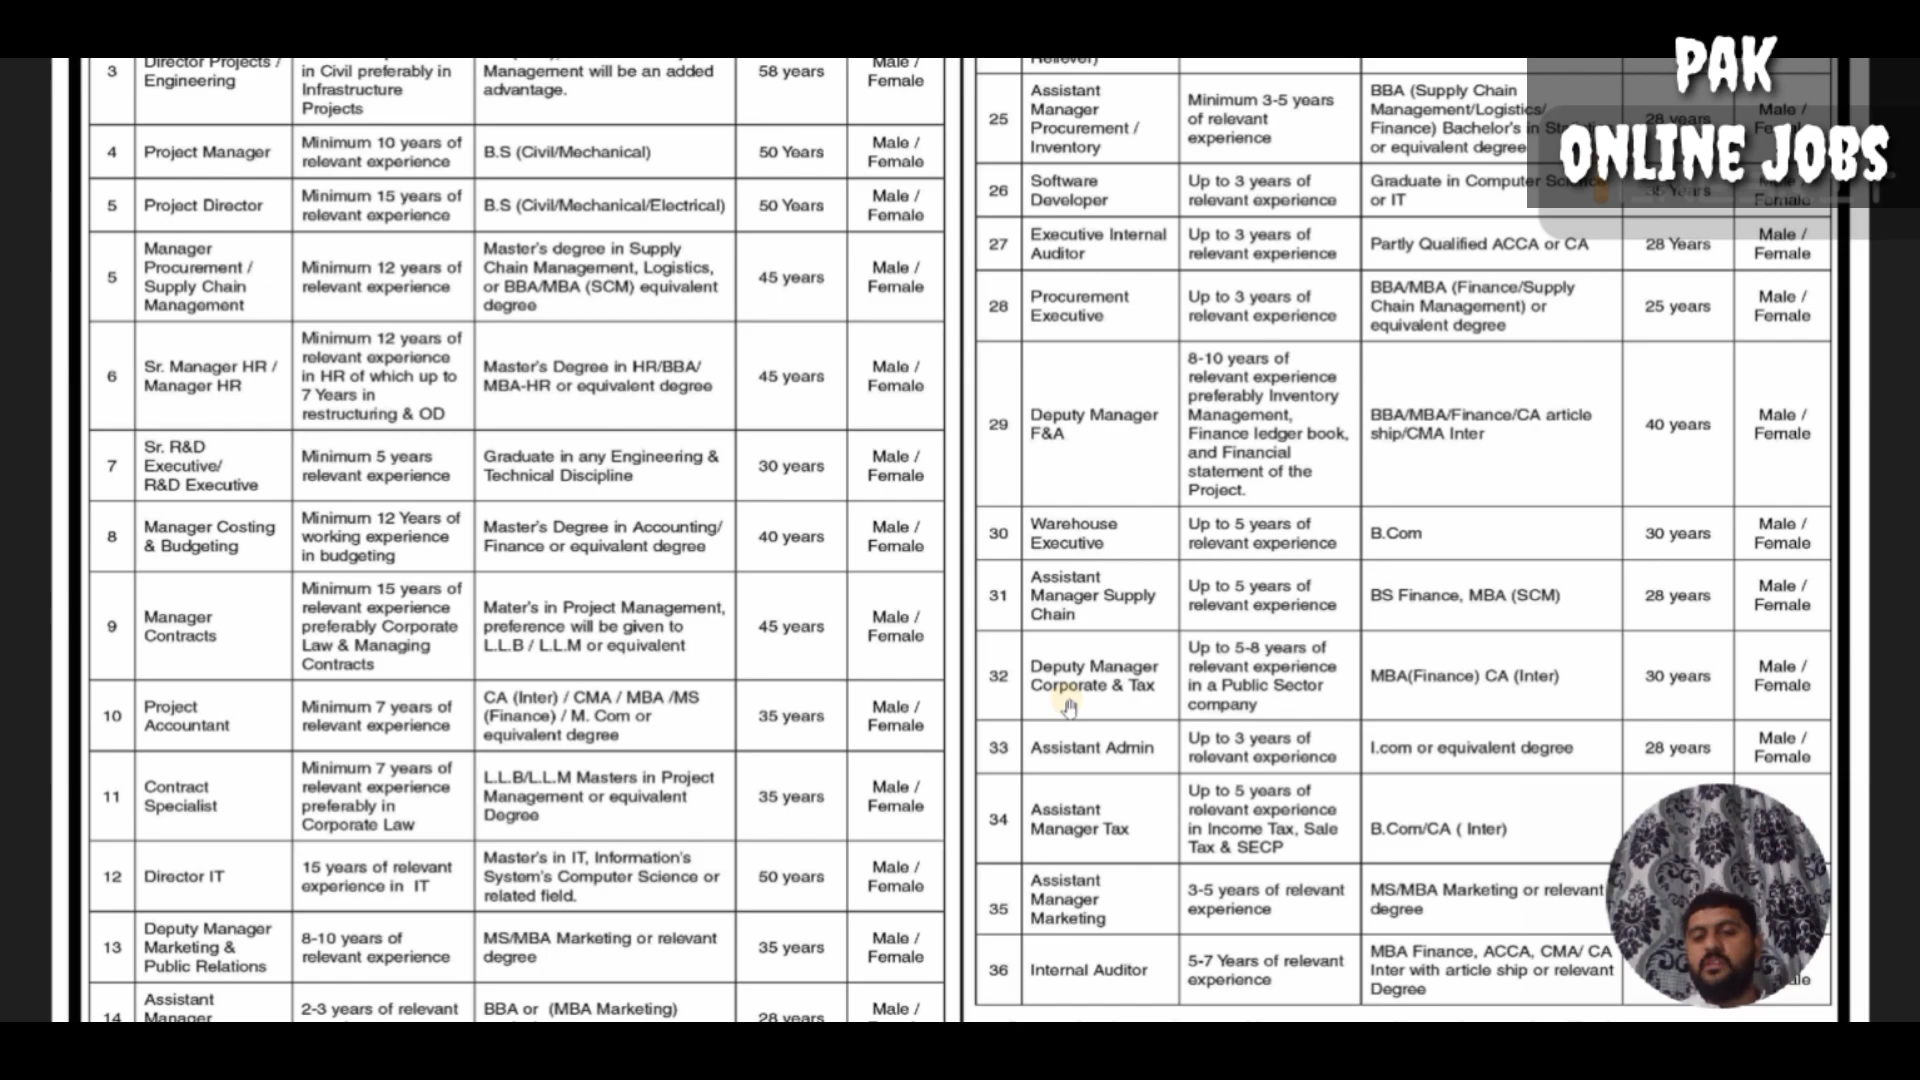 PAK
ONLINE JOBS
3
Director Projects /
Engineering
in Civil preferably in
Infrastructure
Projects
Management will be an added
advantage.
58 years
Male /
Female
4
Project Manager
Minimum 10 years of
relevant experience
B.S (Civil/Mechanical)
50 Years
Male /
Female
5
Project Director
Minimum 15 years of
relevant experience
B.S (Civil/Mechanical/Electrical)
50 Years
Male /
Female
5
Manager
Procurement /
Supply Chain
Management
Minimum 12 years of
relevant experience
Master's degree in Supply
Chain Management, Logistics,
or BBA/MBA (SCM) equivalent
degree
45 years
Male /
Female
6
Sr. Manager HR /
Manager HR
Minimum 12 years of
relevant experience
in HR of which up to
7 Years in
restructuring & OD
Master's Degree in HR/BBA/
MBA-HR or equivalent degree
45 years
Male /
Female
7
Sr. R&D
Executive/
R&D Executive
Minimum 5 years
relevant experience
Graduate in any Engineering &
Technical Discipline
30 years
Male /
Female
8
Manager Costing
& Budgeting
Minimum 12 Years of
working experience
in budgeting
Master's Degree in Accounting/
Finance or equivalent degree
40 years
Male /
Female
9
Manager
Contracts
Minimum 15 years of
relevant experience
preferably Corporate
Law & Managing
Contracts
Mater's in Project Management,
preference will be given to
L.L.B / L.L.M or equivalent
45 years
Male /
Female
10
Project
Accountant
Minimum 7 years of
relevant experience
CA (Inter) / CMA / MBA /MS
(Finance) / M. Com or
equivalent degree
35 years
Male /
Female
11
Contract
Specialist
Minimum 7 years of
relevant experience
preferably in
Corporate Law
L.L.B/L.L.M Masters in Project
Management or equivalent
Degree
35 years
Male /
Female
12
Director IT
15 years of relevant
experience in IT
Master's in IT, Information's
System's Computer Science or
related field.
50 years
Male /
Female
13
Deputy Manager
Marketing &
Public Relations
8-10 years of
relevant experience
MS/MBA Marketing or relevant
degree
35 years
Male /
Female
14
Assistant
Manager
2-3 years of relevant
BBA or (MBA Marketing)
28 years
Male /
Reliever)
25
Assistant
Manager
Procurement /
Inventory
Minimum 3-5 years
of relevant
experience
BBA (Supply Chain
Management/Logistics/
Finance) Bachelor's in
or equivalent degree
28 years
Male /
Female
26
Software
Developer
Up to 3 years of
relevant experience
Graduate in Computer Science
or IT
35 Years
Female
27
Executive Internal
Auditor
Up to 3 years of
relevant experience
Partly Qualified ACCA or CA
28 Years
Male /
Female
28
Procurement
Executive
Up to 3 years of
relevant experience
BBA/MBA (Finance/Supply
Chain Management) or
equivalent degree
25 years
Male /
Female
29
Deputy Manager
F&A
8-10 years of
relevant experience
preferably Inventory
Management,
Finance ledger book,
and Financial
statement of the
Project.
BBA/MBA/Finance/CA article
ship/CMA Inter
40 years
Male /
Female
30
Warehouse
Executive
Up to 5 years of
relevant experience
B.Com
30 years
Male /
Female
31
Assistant
Manager Supply
Chain
Up to 5 years of
relevant experience
BS Finance, MBA (SCM)
28 years
Male /
Female
32
Deputy Manager
Corporate & Tax
Up to 5-8 years of
relevant experience
in a Public Sector
company
MBA(Finance) CA (Inter)
30 years
Male /
Female
33
Assistant Admin
Up to 3 years of
relevant experience
I.com or equivalent degree
28 years
Male /
Female
34
Assistant
Manager Tax
Up to 5 years of
relevant experience
in Income Tax, Sale
Tax & SECP
B.Com/CA ( Inter)
35
Assistant
Manager
Marketing
3-5 years of relevant
experience
MS/MBA Marketing or relevant
degree
36
Internal Auditor
5-7 Years of relevant
experience
MBA Finance, ACCA, CMA/ CA
Inter with article ship or relevant
Degree